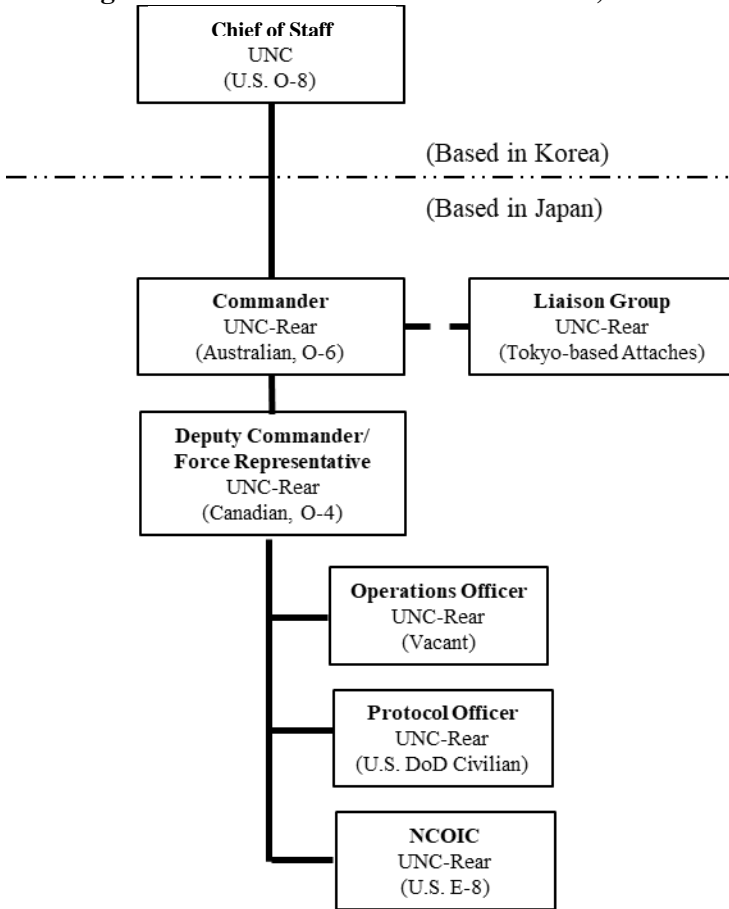 Chief of Staff
UNC
(U.S. O-8)
(Based in Korea)
(Based in Japan)
Commander
UNC-Rear
(Australian, O-6)
Liaison Group
UNC-Rear
(Tokyo-based Attaches)
Deputy Commander/
Force Representative
UNC-Rear
(Canadian, O-4)
Operations Officer
UNC-Rear
(Vacant)
Protocol Officer
UNC-Rear
(U.S. DoD Civilian)
NCOIC
UNC-Rear
(U.S. E-8)